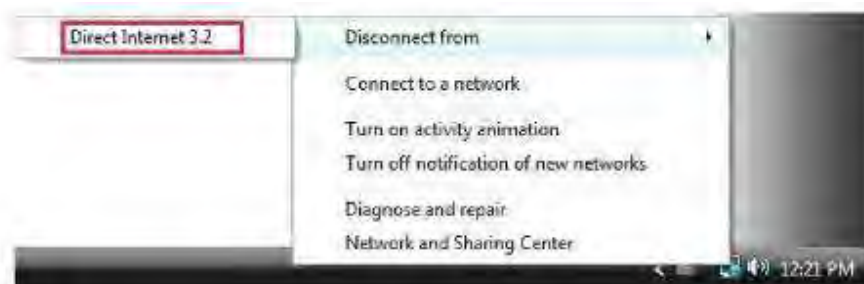 Direct Internet 3.2
Disconnect from
Connect to a network
Turn on activity animation
Turn off notification of new networks
Diagnose and repair
Network and Sharing Center
12:21 PM